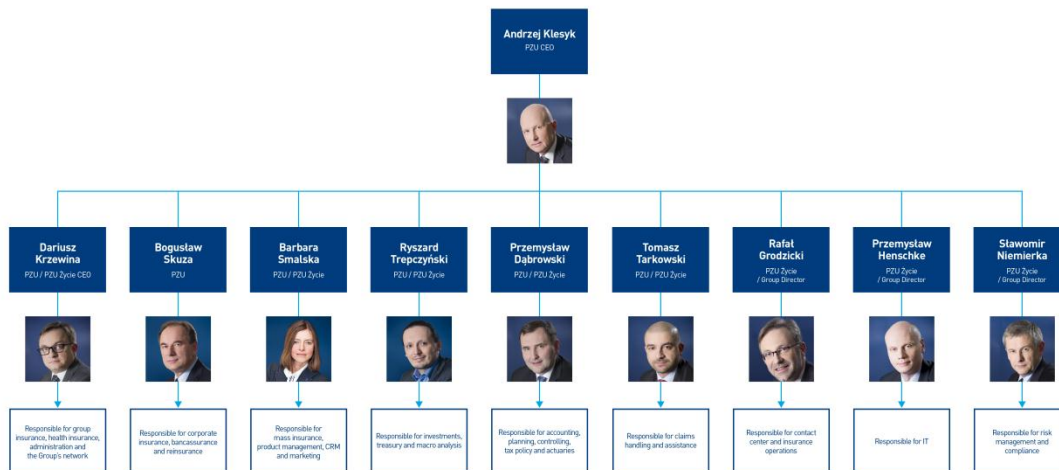 Andrzej Klesyk
PZU CEO
Dariusz
Krzewina
PZU / PZU Życie CEO
Bogusław
Skuza
PZU
Barbara
Smalska
PZU / PZU Życie
Ryszard
Trepczyński
PZU / PZU Życie
Przemysław
Dąbrowski
PZU / PZU Życie
Tomasz
Tarkowski
PZU / PZU Życie
Rafał
Grodzicki
PZU Życie
/ Group Director
Przemysław
Henschke
PZU Życie
/ Group Director
Sławomir
Niemierka
PZU Życie
/ Group Director
Responsible for group
insurance, health insurance,
administration and
the Group's network
Responsible for corporate
insurance, bancassurance
and reinsurance
Responsible for
mass insurance,
product management, CRM
and marketing
Responsible for investments,
treasury and macro analysis
Responsible for accounting,
planning, controlling,
tax policy and actuaries
Responsible for claims
handling and assistance
Responsible for contact
center and insurance
operations
Responsible for IT
Responsible for risk
management and
compliance